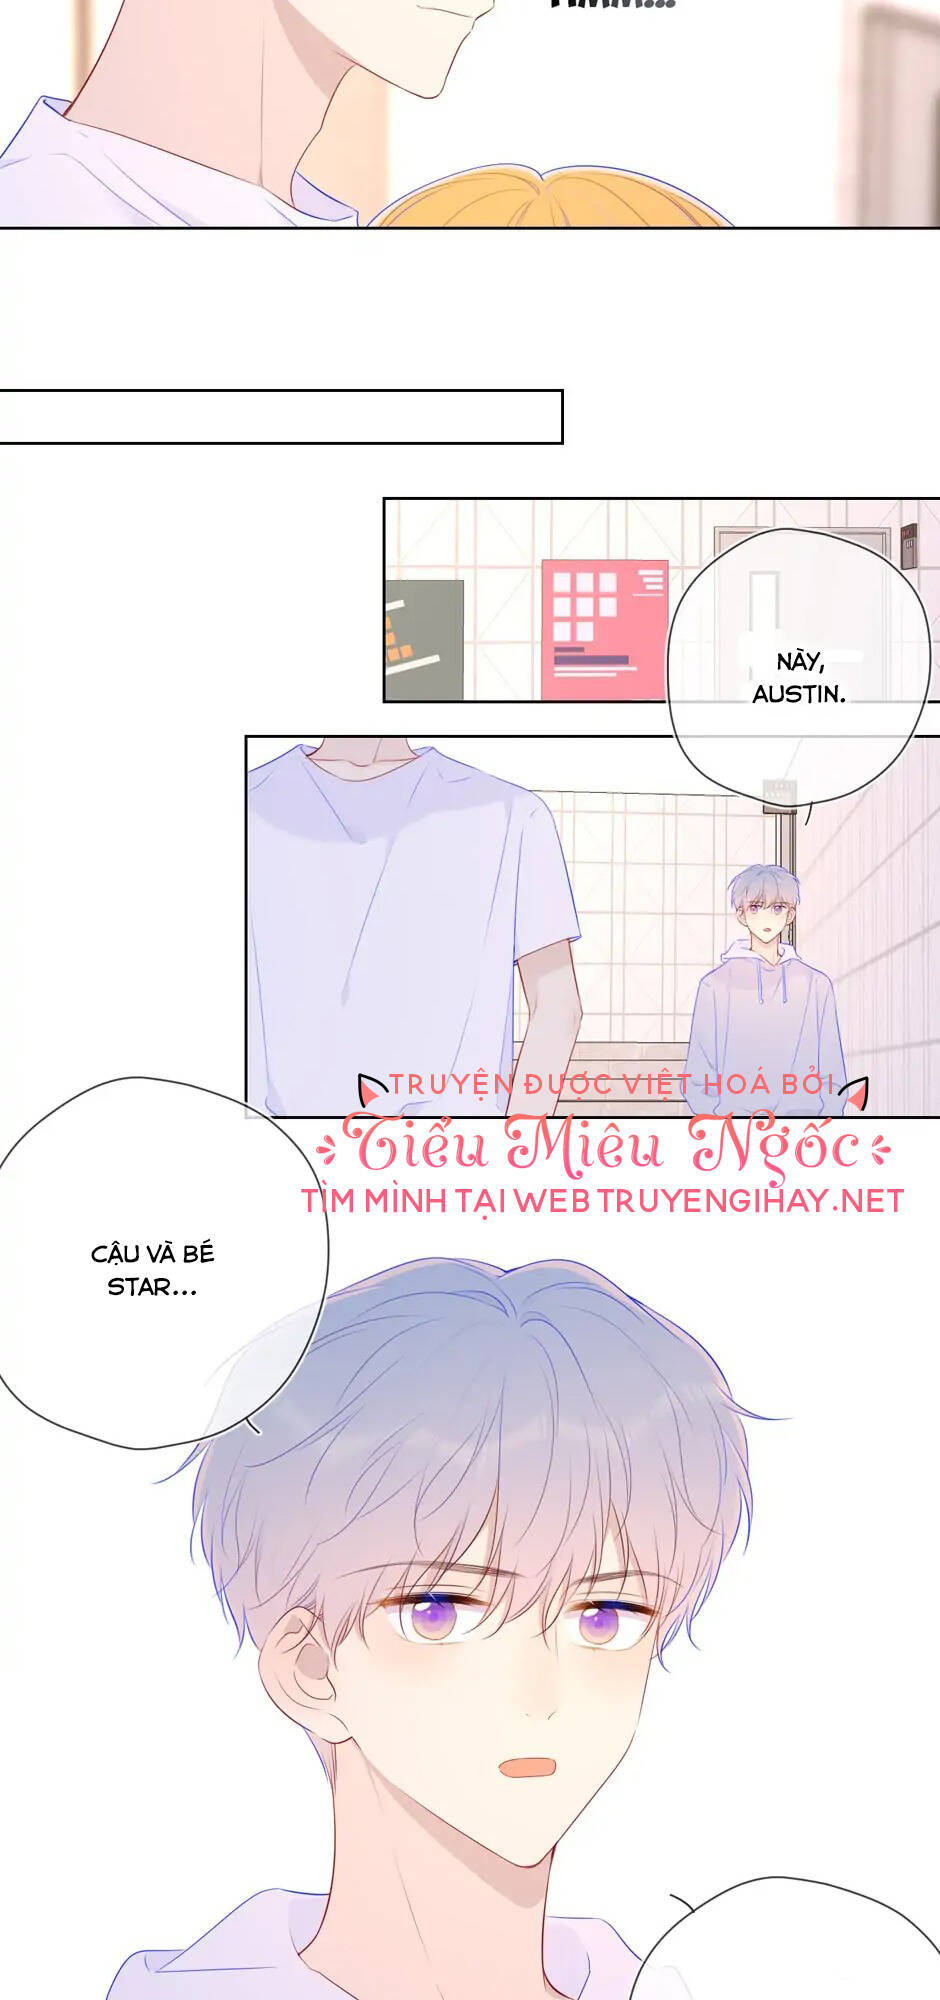 NÀY,
AUSTIN.
TRUYỆN ĐƯỢC VIỆT HOÁ BỞI
Tiểu Miêu Ngốc
TÌM MÌNH TẠI WEB TRUYENGIHAY.NET
CẬU VÀ BÉ
STAR...